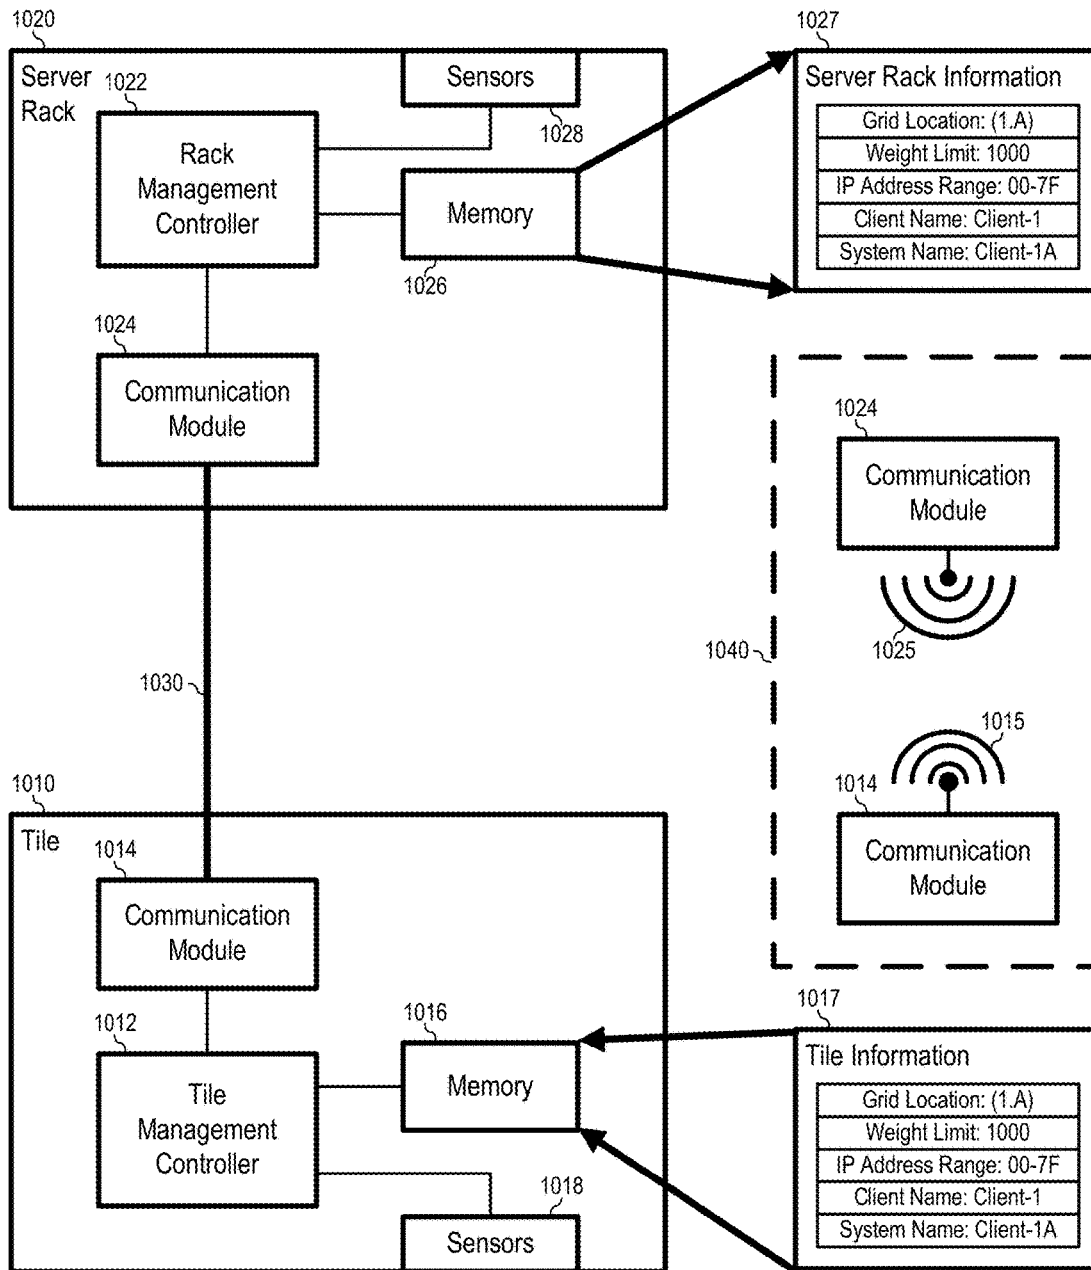 1020
Server
Rack
1022
Rack
Management
Controller
Sensors
1028
Memory
1026
1027
Server Rack Information
Grid Location: (1.A)
Weight Limit: 1000
IP Address Range: 00-7F
Client Name: Client-1
System Name: Client-1A
1024
Communication
Module
1030
1040
1024
Communication
Module
1025
1015
1014
Communication
Module
1010
Tile
1014
Communication
Module
1012
Tile
Management
Controller
1016
Memory
1018
Sensors
1017
Tile Information
Grid Location: (1.A)
Weight Limit: 1000
IP Address Range: 00-7F
Client Name: Client-1
System Name: Client-1A